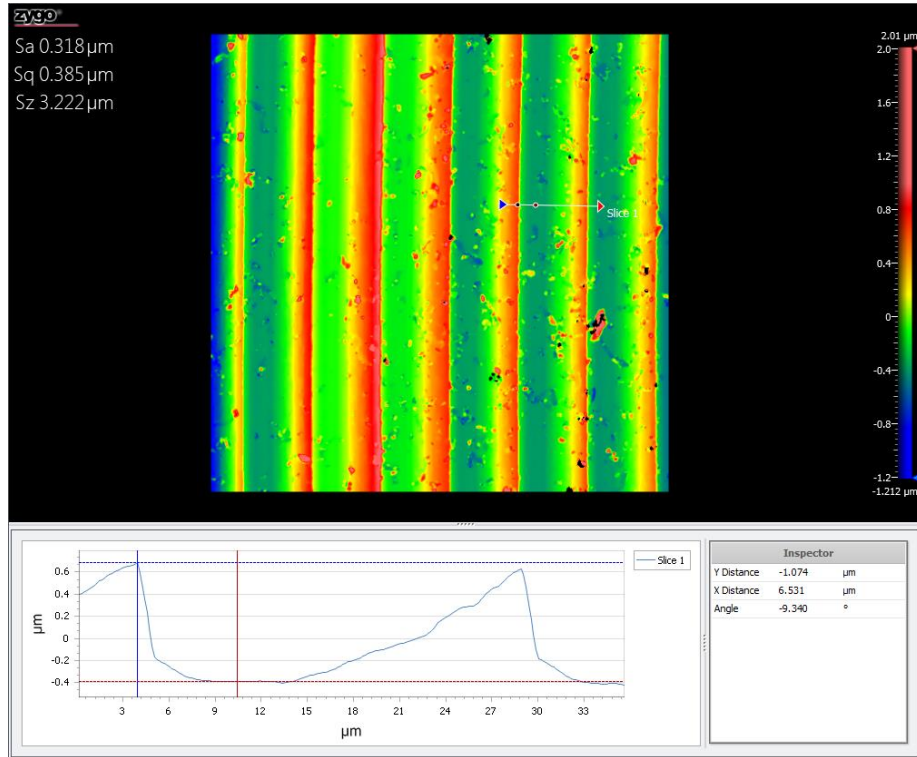 zygo
Sa 0.318 µm
Sq 0.385 µm
Sz 3.222 µm
2.01 µm
2.0
1.6
1.2
0.8
0.4
0
-0.4
-0.8
-1.2
-1.212 µm
Slice 1
0.6
0.4
0.2
0
-0.2
-0.4
µm
3 6 9 12 15 18 21 24 27 30 33
µm
Slice 1
Inspector
Y Distance -1.074 µm
X Distance 6.531 µm
Angle -9.340 °